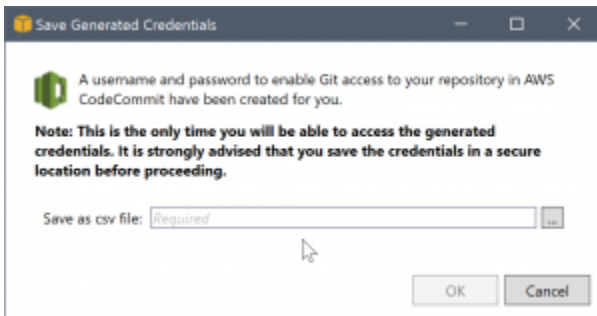 Save Generated Credentials
A username and password to enable Git access to your repository in AWS
CodeCommit have been created for you.
Note: This is the only time you will be able to access the generated
credentials. It is strongly advised that you save the credentials in a secure
location before proceeding.
Save as csv file: Required ...
OK Cancel